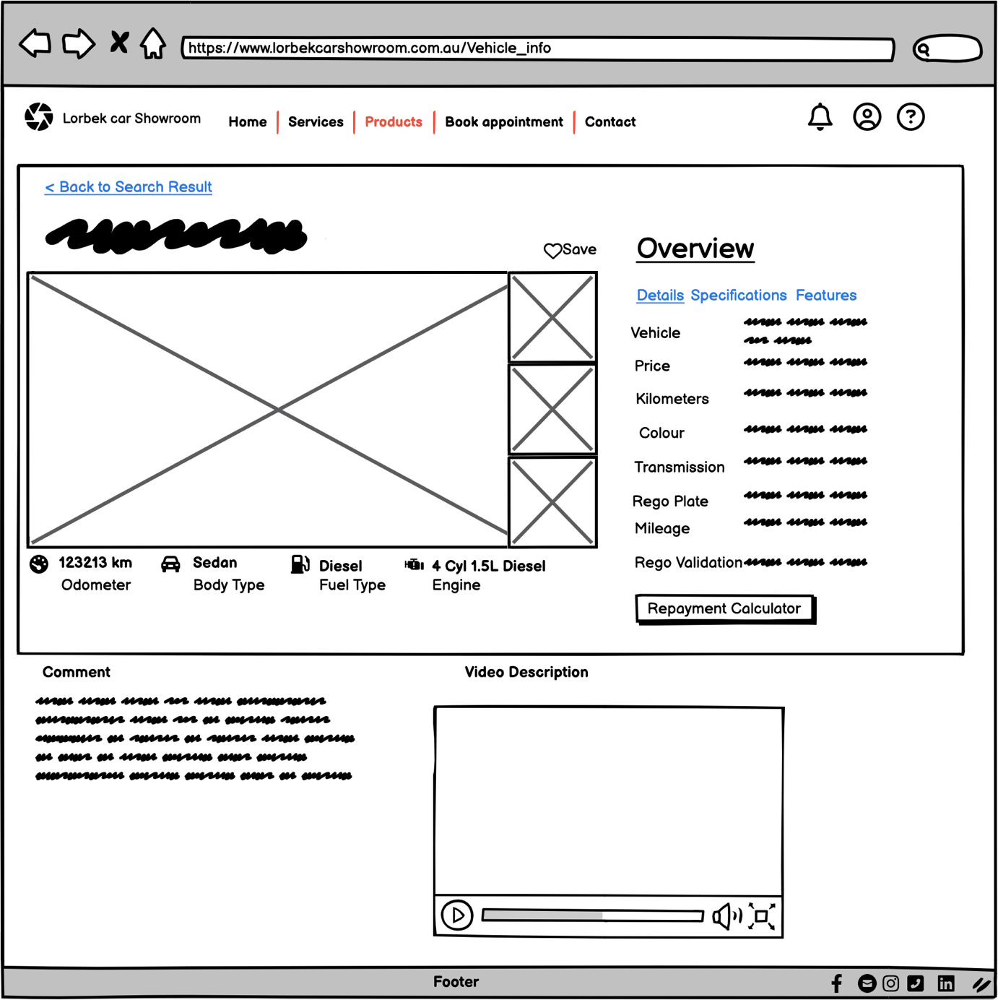 https://www.lorbekcarshowroom.com.au/Vehicle_info
Lorbek car Showroom
Home Services Products Book appointment Contact
< Back to Search Result
Save
Overview
Details Specifications Features
Vehicle
Price
Kilometers
Colour
Transmission
Rego Plate
Mileage
Rego Validation
123213 km Sedan Diesel 4 Cyl 1.5L Diesel
Odometer Body Type Fuel Type Engine
Repayment Calculator
Comment
Video Description
Footer